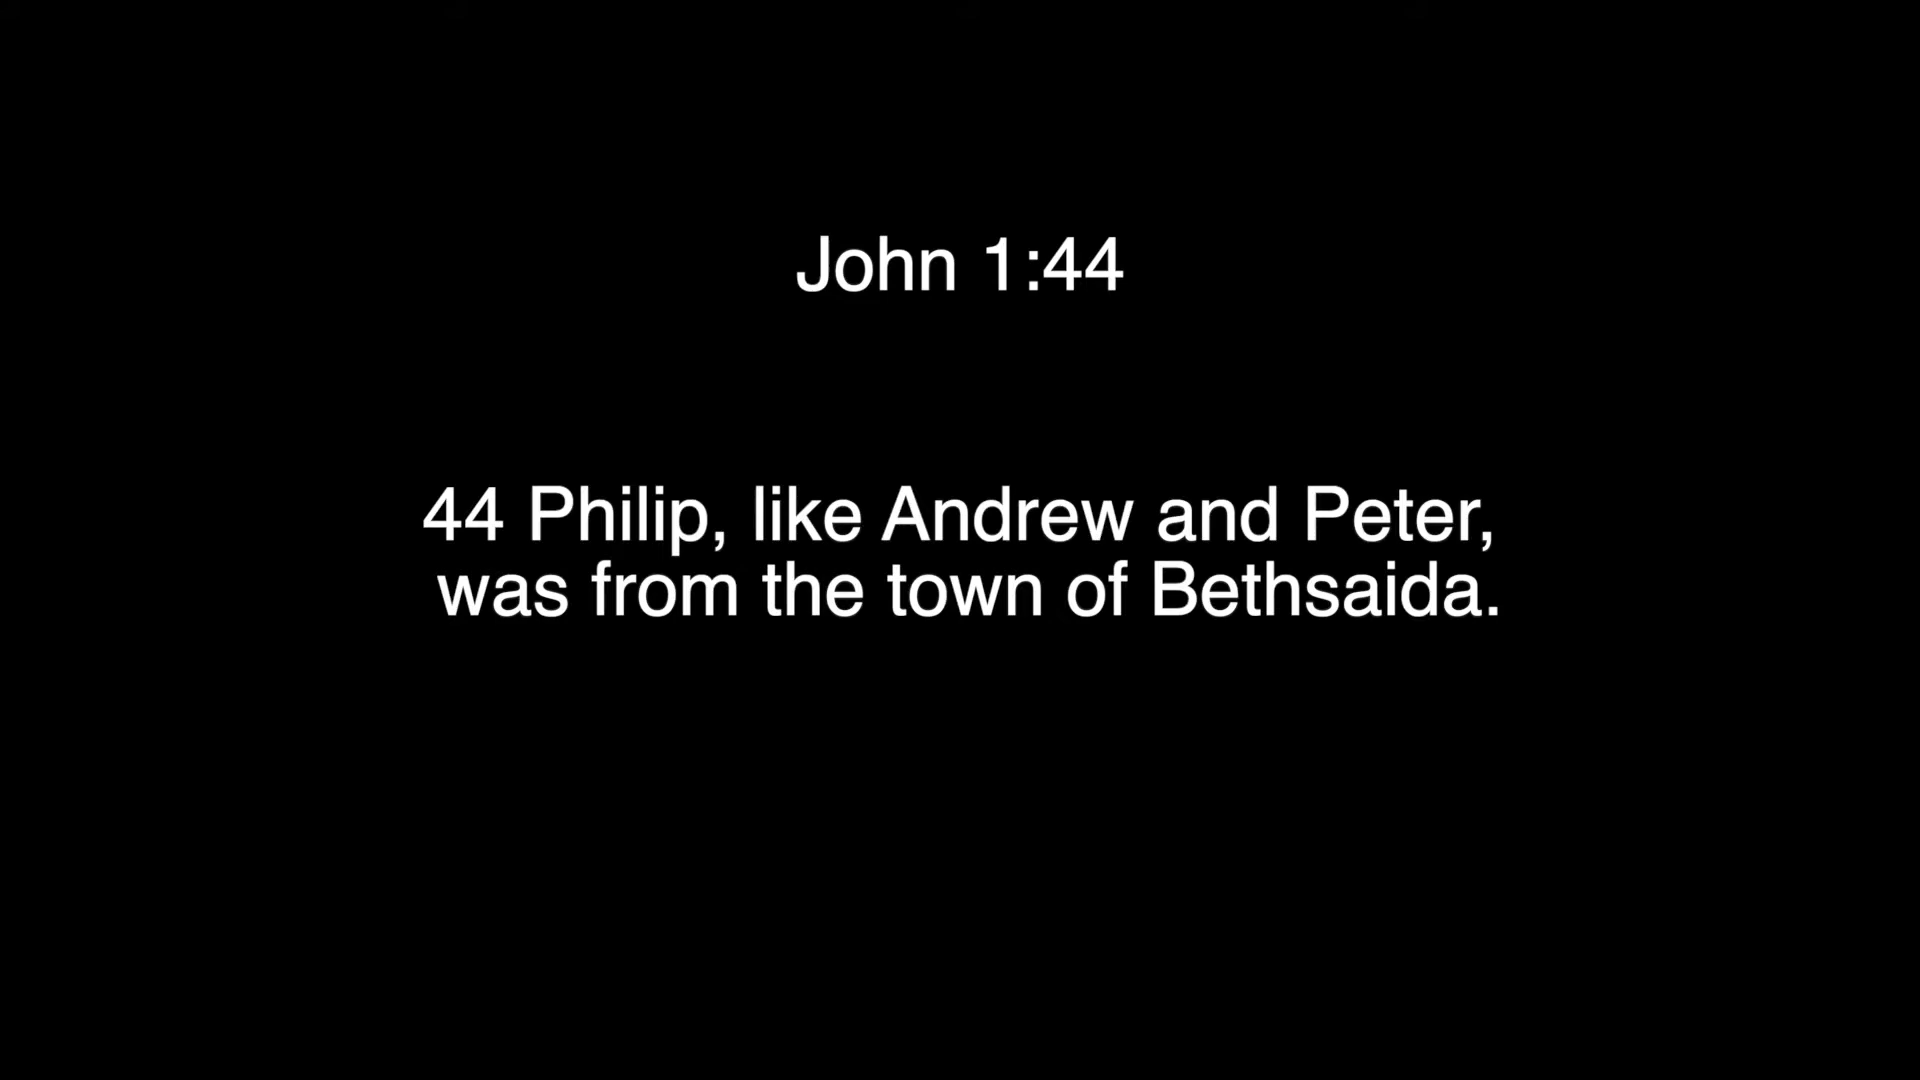 John 1:44
44 Philip, like Andrew and Peter,
was from the town of Bethsaida.